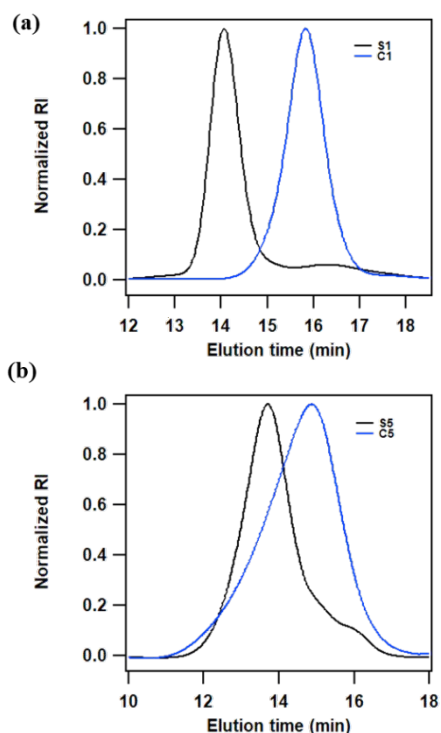 (a)
1.0
0.8
0.6
0.4
0.2
0.0
Normalized RI
S1
C1
12 13 14 15 16 17 18
Elution time (min)
(b)
1.0
0.8
0.6
0.4
0.2
0.0
Normalized RI
S5
C5
10 12 14 16 18
Elution time (min)